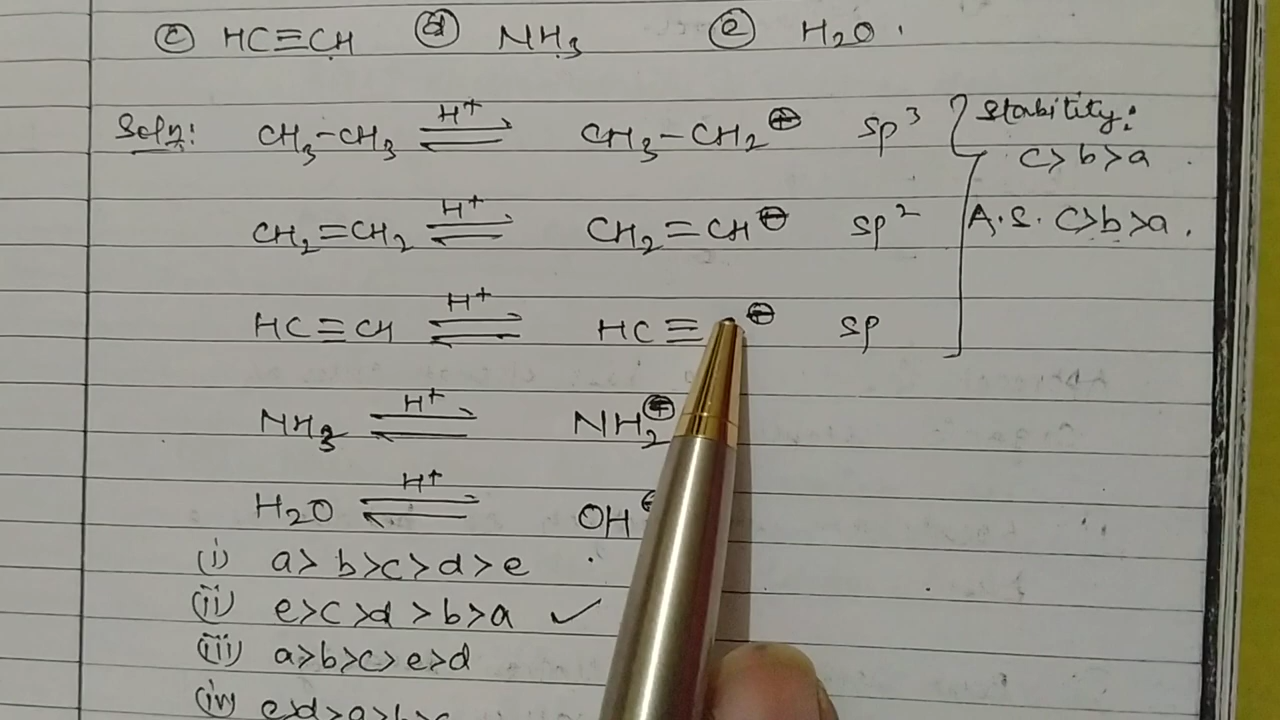 ⓒ HC≡CH ⓓ NH₃ ⓔ H₂O.
Soln: CH₃-CH₃ ⇌ H⁺ CH₃-CH₂⊕ sp³ Stability:
c>b>a
CH₂=CH₂ ⇌ H⁺ CH₂=CH⊖ sp² A.S. c>b>a.
HC≡CH ⇌ H⁺ HC≡ ⊖ sp
NH₃ ⇌ H⁺ NH₂⊕
H₂O ⇌ H⁺ OH
(i) a>b>c>d>e
(ii) e>c>d>b>a ✓
(iii) a>b>c>e>d
(iv) e>d>a>b>c